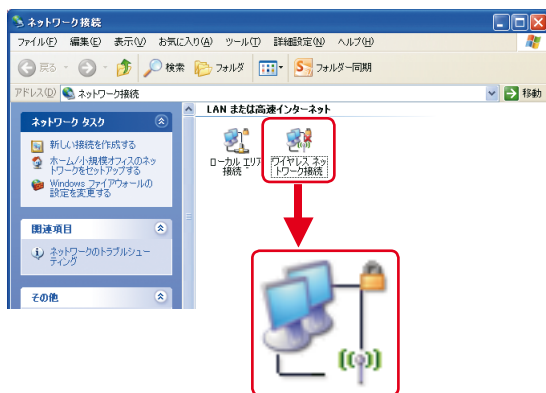 ネットワーク接続
ファイル(F) 編集(E) 表示(V) お気に入り(A) ツール(T) 詳細設定(N) ヘルプ(H)
戻る 検索 フォルダ フォルダー同期
アドレス(D) ネットワーク接続 移動
ネットワーク タスク
新しい接続を作成する
ホーム/小規模オフィスのネッ
トワークをセットアップする
Windows ファイアウォールの
設定を変更する
関連項目
ネットワークのトラブルシュー
ティング
その他
LAN または高速インターネット
ローカル エリア
接続
ワイヤレス ネッ
トワーク接続